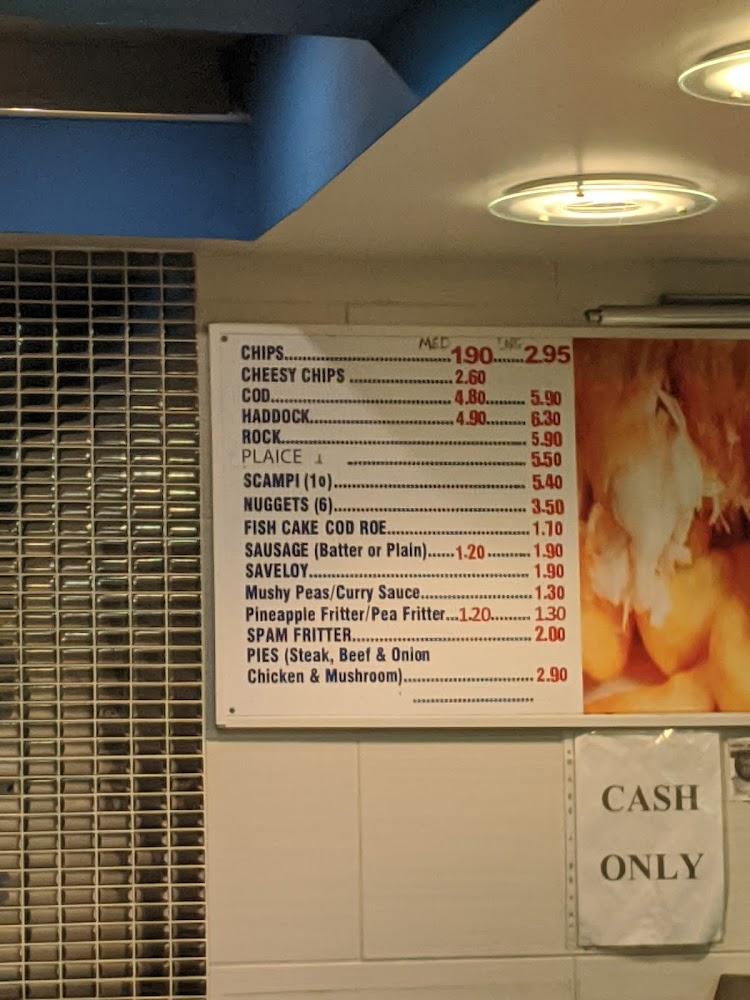 MED LRG
CHIPS....................1.90......2.95
CHEESY CHIPS ....................2.60
COD....................4.80........ 5.90
HADDOCK....................4.90........ 6.30
ROCK.................... 5.90
PLAICE .................... 5.50
SCAMPI (1o).................... 5.40
NUGGETS (6).................... 3.50
FISH CAKE COD ROE.................... 1.70
SAUSAGE (Batter or Plain)......1.20.......... 1.90
SAVELOY.................... 1.90
Mushy Peas/Curry Sauce.................... 1.30
Pineapple Fritter/Pea Fritter...1.20......... 1.30
SPAM FRITTER.................... 2.00
PIES (Steak, Beef & Onion
Chicken & Mushroom).................... 2.90
CASH
ONLY